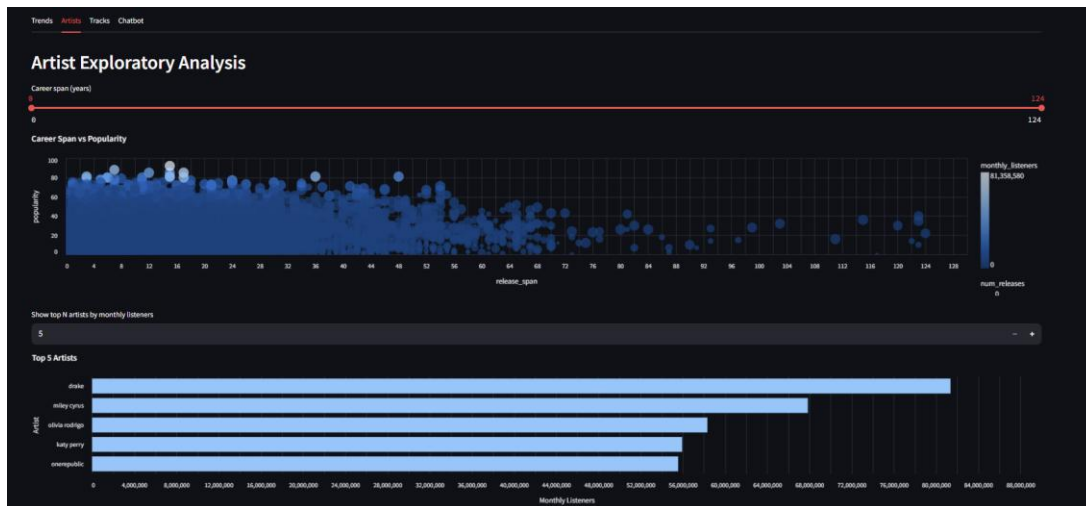 Trends Artists Tracks Chatbot
Artist Exploratory Analysis
Career span (years)
0 124
0 124
Career Span vs Popularity
100
80
60
40
20
0
popularity
0 4 8 12 16 20 24 28 32 36 40 44 48 52 56 60 64 68 72 76 80 84 88 92 96 100 104 108 112 116 120 124 128
release_span
monthly_listeners
81,358,580
0
num_releases
0
Show top N artists by monthly listeners
5 − +
Top 5 Artists
Artist
drake
miley cyrus
olivia rodrigo
katy perry
onerepublic
0 4,000,000 8,000,000 12,000,000 16,000,000 20,000,000 24,000,000 28,000,000 32,000,000 36,000,000 40,000,000 44,000,000 48,000,000 52,000,000 56,000,000 60,000,000 64,000,000 68,000,000 72,000,000 76,000,000 80,000,000 84,000,000 88,000,000
Monthly Listeners